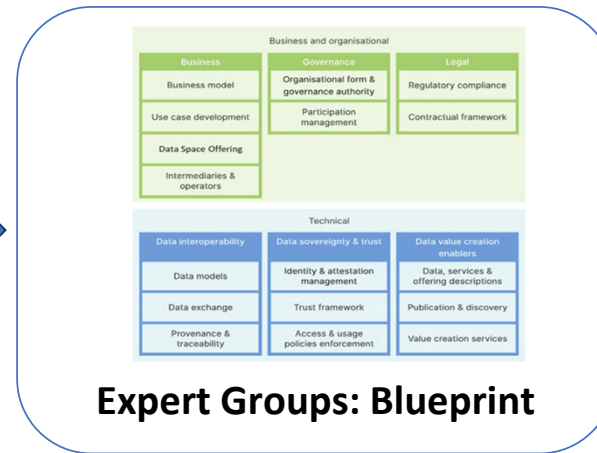 Business and organisational
Business
Governance
Legal
Business model
Organisational form &
governance authority
Regulatory compliance
Use case development
Participation
management
Contractual framework
Data Space Offering
Intermediaries &
operators
Technical
Data interoperability
Data sovereignty & trust
Data value creation
enablers
Data models
Identity & attestation
management
Data, services &
offering descriptions
Data exchange
Trust framework
Publication & discovery
Provenance &
traceability
Access & usage
policies enforcement
Value creation services
Expert Groups: Blueprint